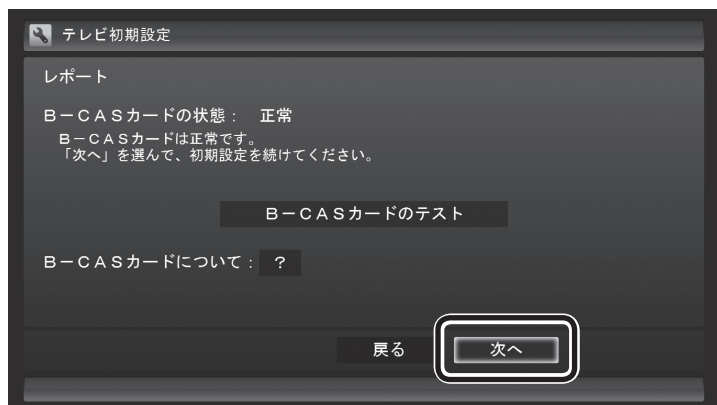 テレビ初期設定
レポート
B－CASカードの状態： 正常
B－CASカードは正常です。
「次へ」を選んで、初期設定を続けてください。
B－CASカードのテスト
B－CASカードについて： ?
戻る 次へ